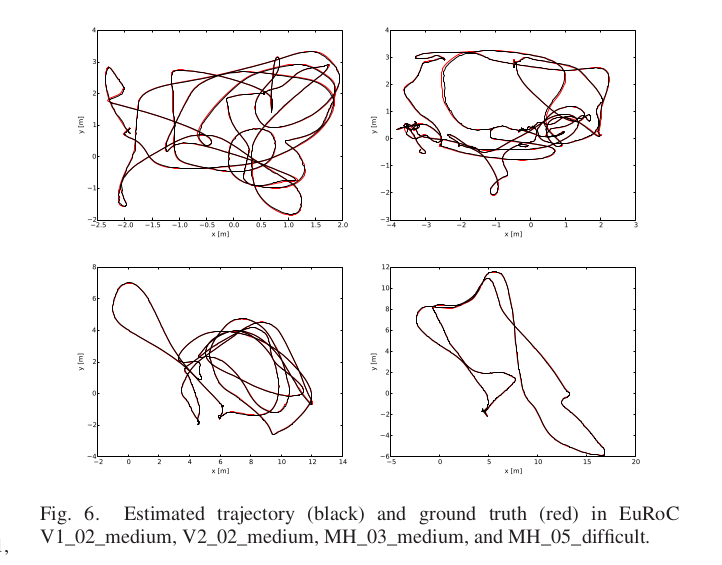 4
3
2
1
0
−1
−2
y [m]
−2.5 −2.0 −1.5 −1.0 −0.5 0.0 0.5 1.0 1.5 2.0
x [m]
4
3
2
1
0
−1
−2
−3
y [m]
−4 −3 −2 −1 0 1 2 3
x [m]
8
6
4
2
0
−2
−4
y [m]
−2 0 2 4 6 8 10 12 14
x [m]
12
10
8
6
4
2
0
−2
−4
−6
y [m]
−5 0 5 10 15 20
x [m]
Fig. 6. Estimated trajectory (black) and ground truth (red) in EuRoC
V1_02_medium, V2_02_medium, MH_03_medium, and MH_05_difficult.